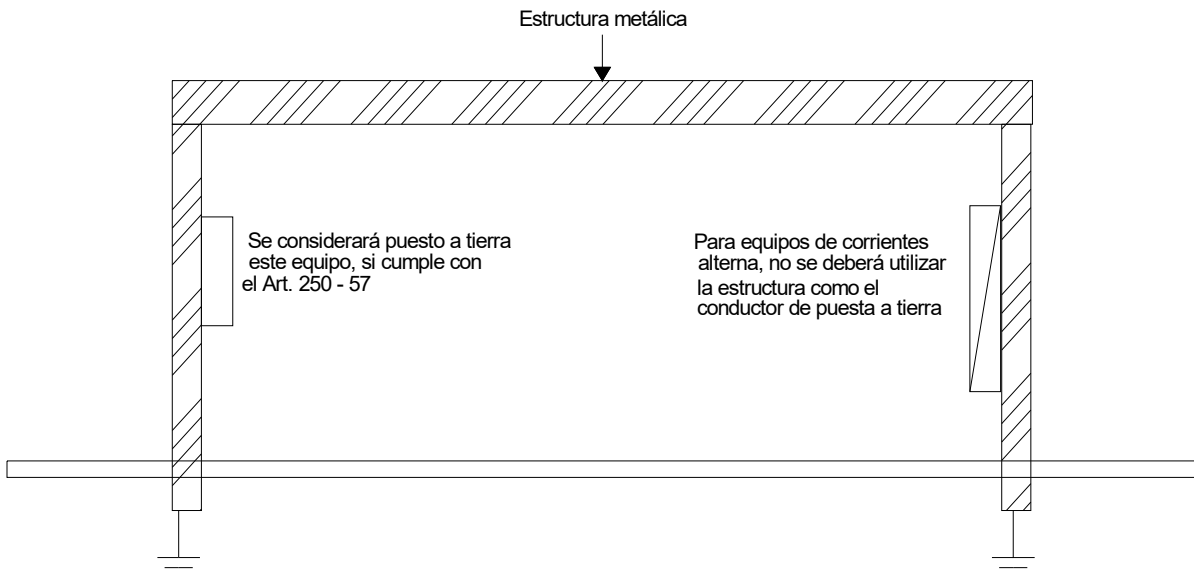 Estructura metálica
Se considerará puesto a tierra
este equipo, si cumple con
el Art. 250 - 57
Para equipos de corrientes
alterna, no se deberá utilizar
la estructura como el
conductor de puesta a tierra